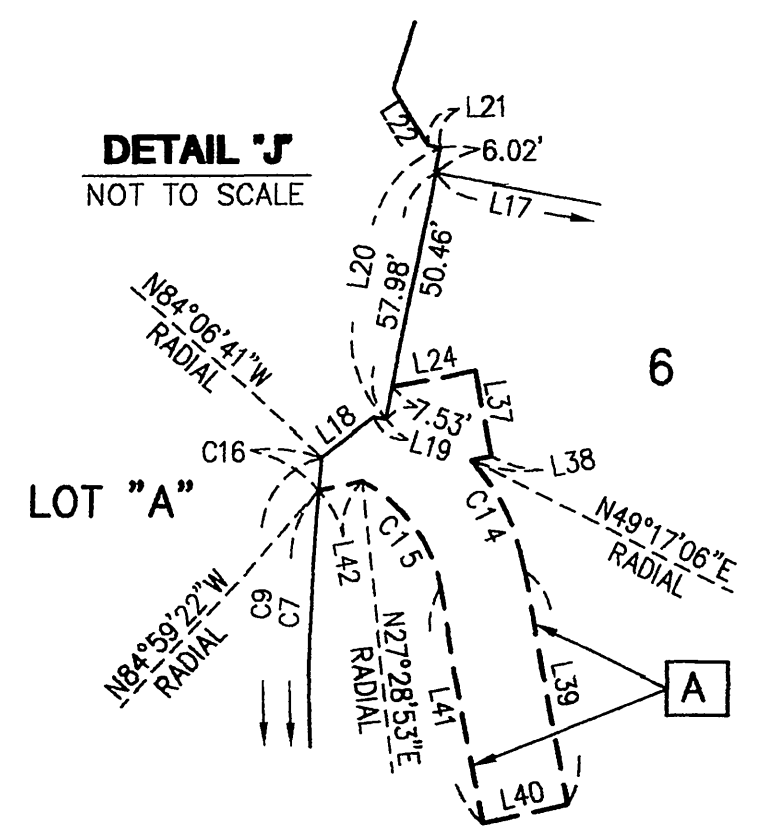 L21
L22
DETAIL "J"
6.02'
NOT TO SCALE
L17
L20
57.98'
50.46'
N84°06'41"W
RADIAL
L24
6
L37
L18
7.53'
C16
L19
L38
LOT "A"
C14
N49°17'06"E
RADIAL
C15
L42
C9
C7
N84°59'22"W
RADIAL
N27°28'53"E
RADIAL
L41
L39
A
L40